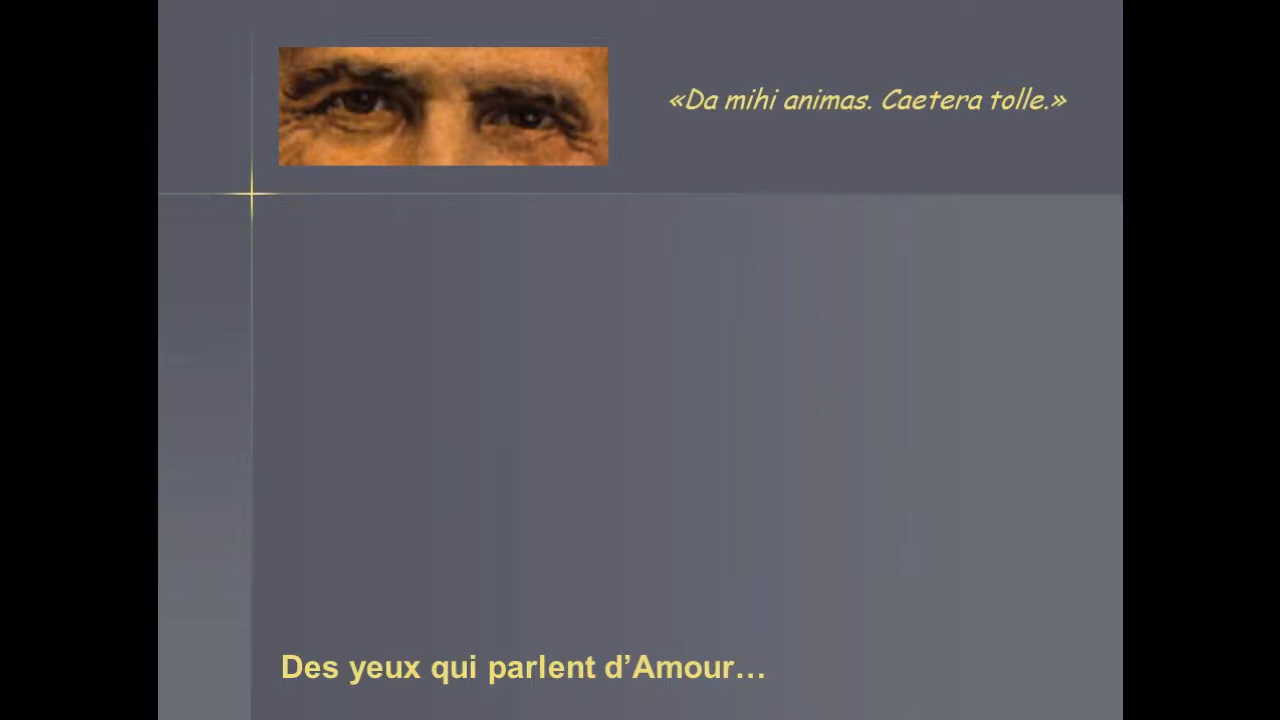 «Da mihi animas. Caetera tolle.»
Des yeux qui parlent d’Amour…